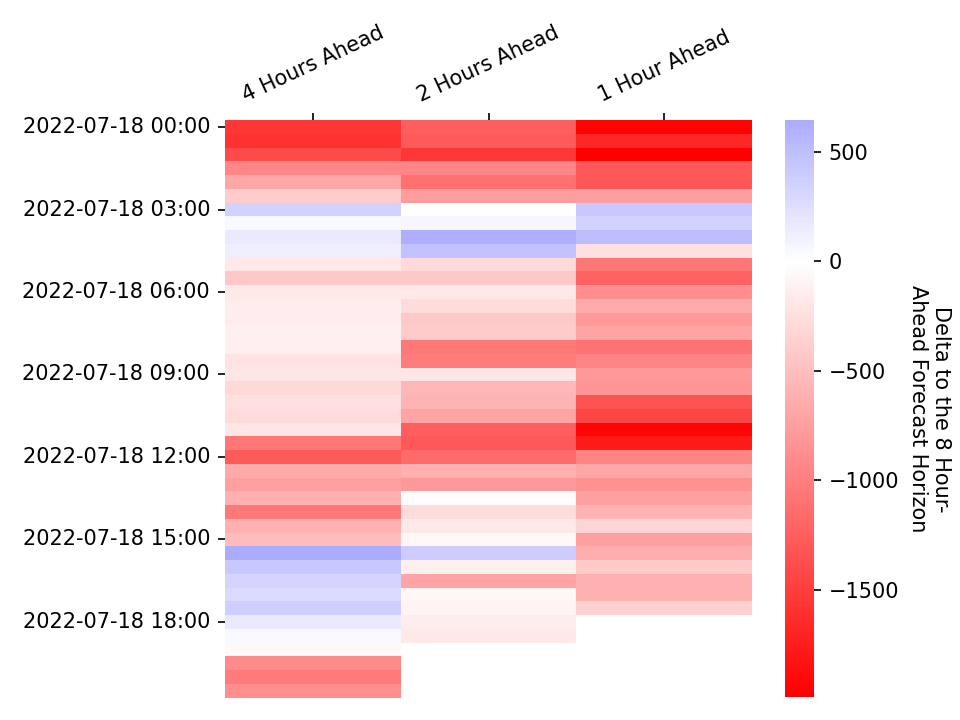 4 Hours Ahead
2 Hours Ahead
1 Hour Ahead
2022-07-18 00:00
2022-07-18 03:00
2022-07-18 06:00
2022-07-18 09:00
2022-07-18 12:00
2022-07-18 15:00
2022-07-18 18:00
500
0
−500
−1000
−1500
Delta to the 8 Hour-
Ahead Forecast Horizon